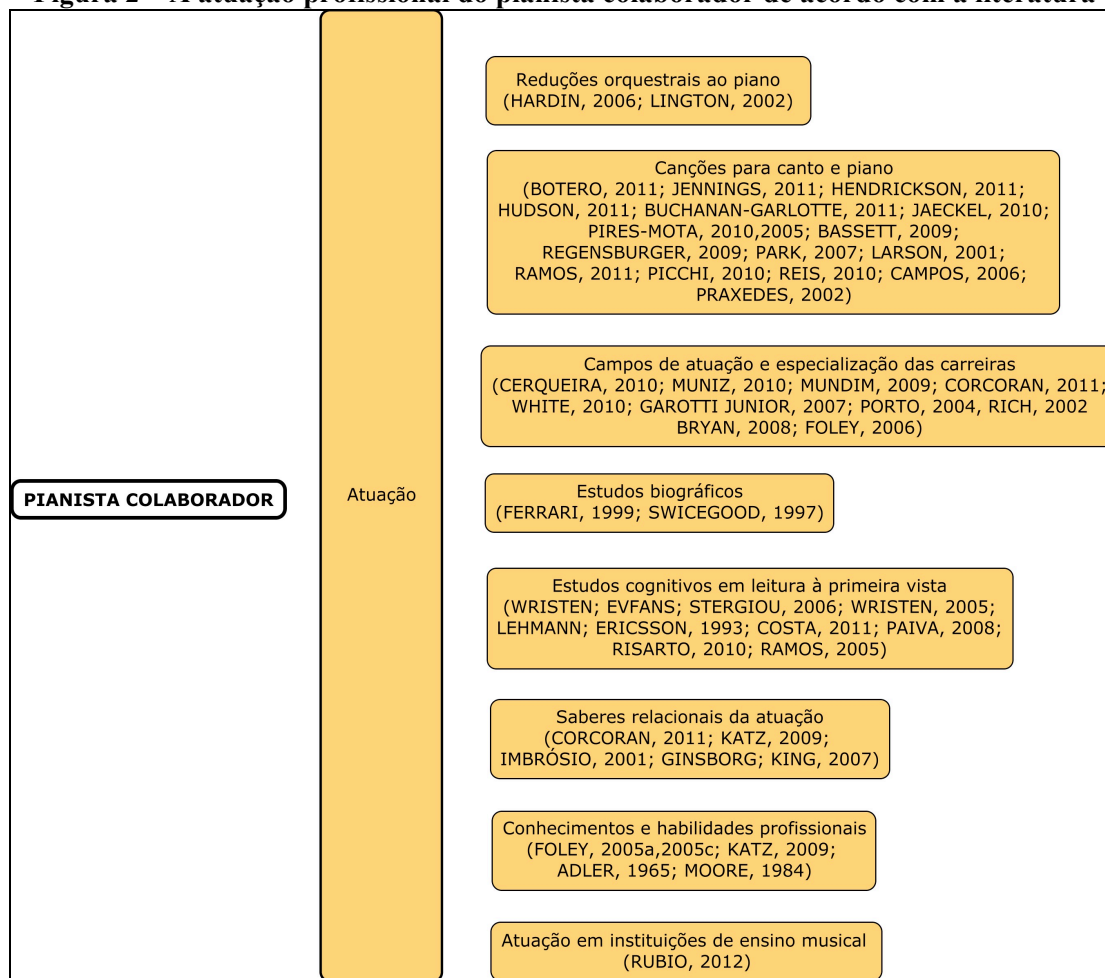 Figura 2 – A atuação profissional do pianista colaborador de acordo com a literatura
PIANISTA COLABORADOR
Atuação
Reduções orquestrais ao piano
(HARDIN, 2006; LINGTON, 2002)
Canções para canto e piano
(BOTERO, 2011; JENNINGS, 2011; HENDRICKSON, 2011;
HUDSON, 2011; BUCHANAN-GARLOTTE, 2011; JAECKEL, 2010;
PIRES-MOTA, 2010,2005; BASSETT, 2009;
REGENSBURGER, 2009; PARK, 2007; LARSON, 2001;
RAMOS, 2011; PICCHI, 2010; REIS, 2010; CAMPOS, 2006;
PRAXEDES, 2002)
Campos de atuação e especialização das carreiras
(CERQUEIRA, 2010; MUNIZ, 2010; MUNDIM, 2009; CORCORAN, 2011;
WHITE, 2010; GAROTTI JUNIOR, 2007; PORTO, 2004, RICH, 2002
BRYAN, 2008; FOLEY, 2006)
Estudos biográficos
(FERRARI, 1999; SWICEGOOD, 1997)
Estudos cognitivos em leitura à primeira vista
(WRISTEN; EVFANS; STERGIOU, 2006; WRISTEN, 2005;
LEHMANN; ERICSSON, 1993; COSTA, 2011; PAIVA, 2008;
RISARTO, 2010; RAMOS, 2005)
Saberes relacionais da atuação
(CORCORAN, 2011; KATZ, 2009;
IMBRÓSIO, 2001; GINSBORG; KING, 2007)
Conhecimentos e habilidades profissionais
(FOLEY, 2005a,2005c; KATZ, 2009;
ADLER, 1965; MOORE, 1984)
Atuação em instituições de ensino musical
(RUBIO, 2012)